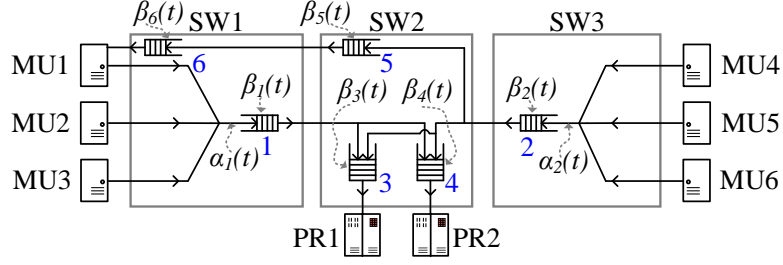 β6(t) SW1 β5(t) SW2 SW3
MU1 6 5 MU4
β1(t) β3(t) β4(t) β2(t)
MU2 1 2 MU5
α1(t) α2(t)
MU3 3 4 MU6
PR1 PR2